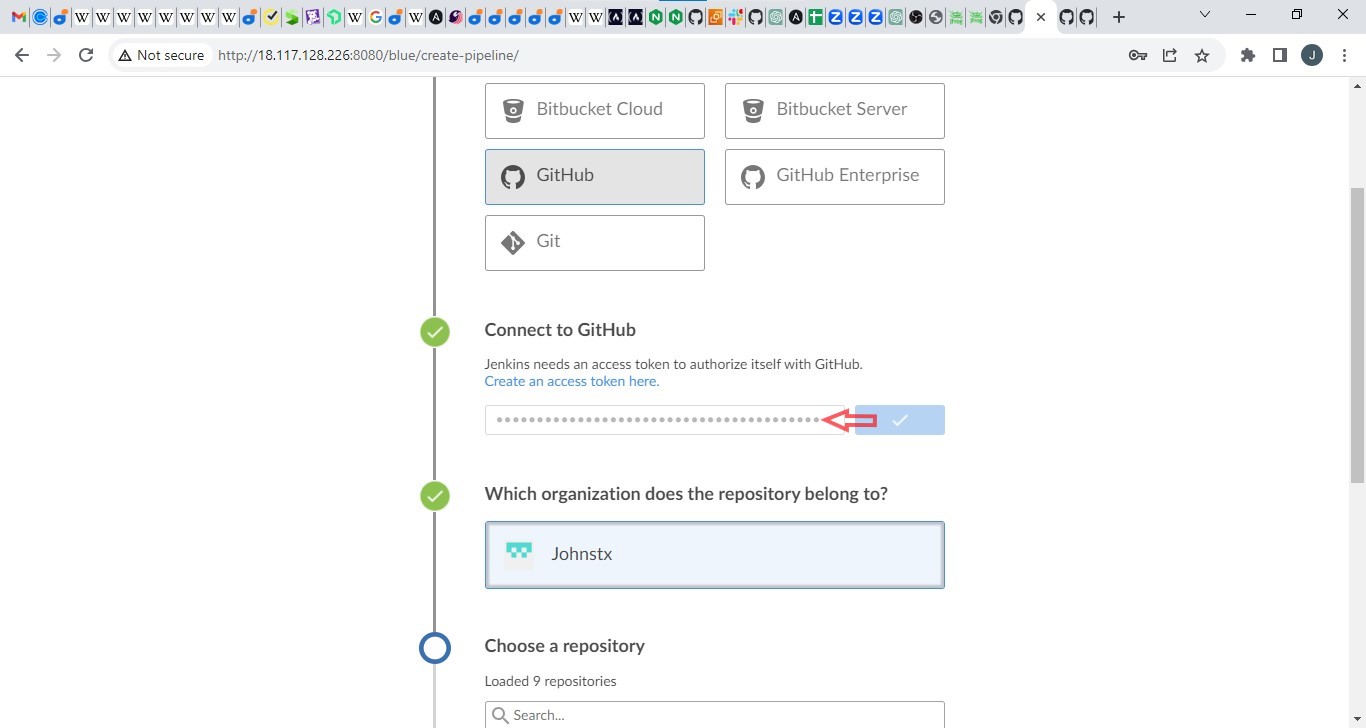 Not secure
http://18.117.128.226:8080/blue/create-pipeline/
J
Bitbucket Cloud
Bitbucket Server
GitHub
GitHub Enterprise
Git
Connect to GitHub
Jenkins needs an access token to authorize itself with GitHub.
Create an access token here.
Which organization does the repository belong to?
Johnstx
Choose a repository
Loaded 9 repositories
Search...